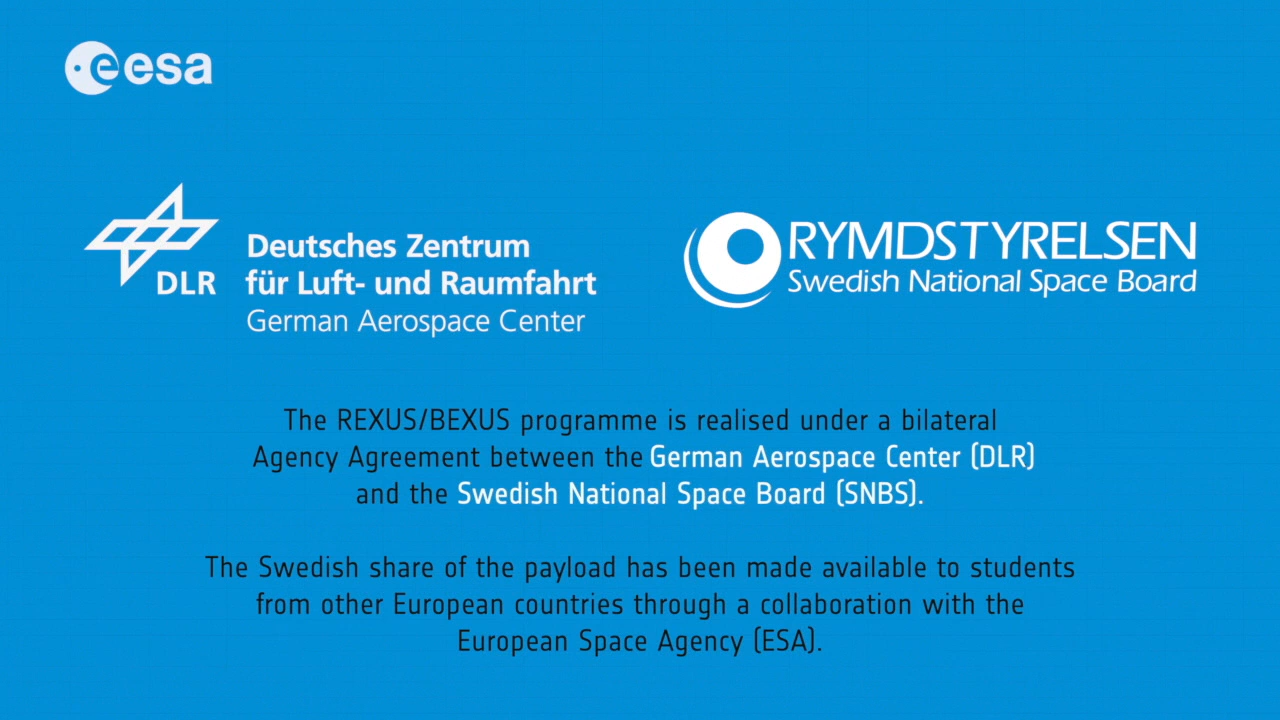 esa
DLR
Deutsches Zentrum
für Luft- und Raumfahrt
German Aerospace Center
RYMDSTYRELSEN
Swedish National Space Board
The REXUS/BEXUS programme is realised under a bilateral
Agency Agreement between the German Aerospace Center (DLR)
and the Swedish National Space Board (SNBS).
The Swedish share of the payload has been made available to students
from other European countries through a collaboration with the
European Space Agency (ESA).